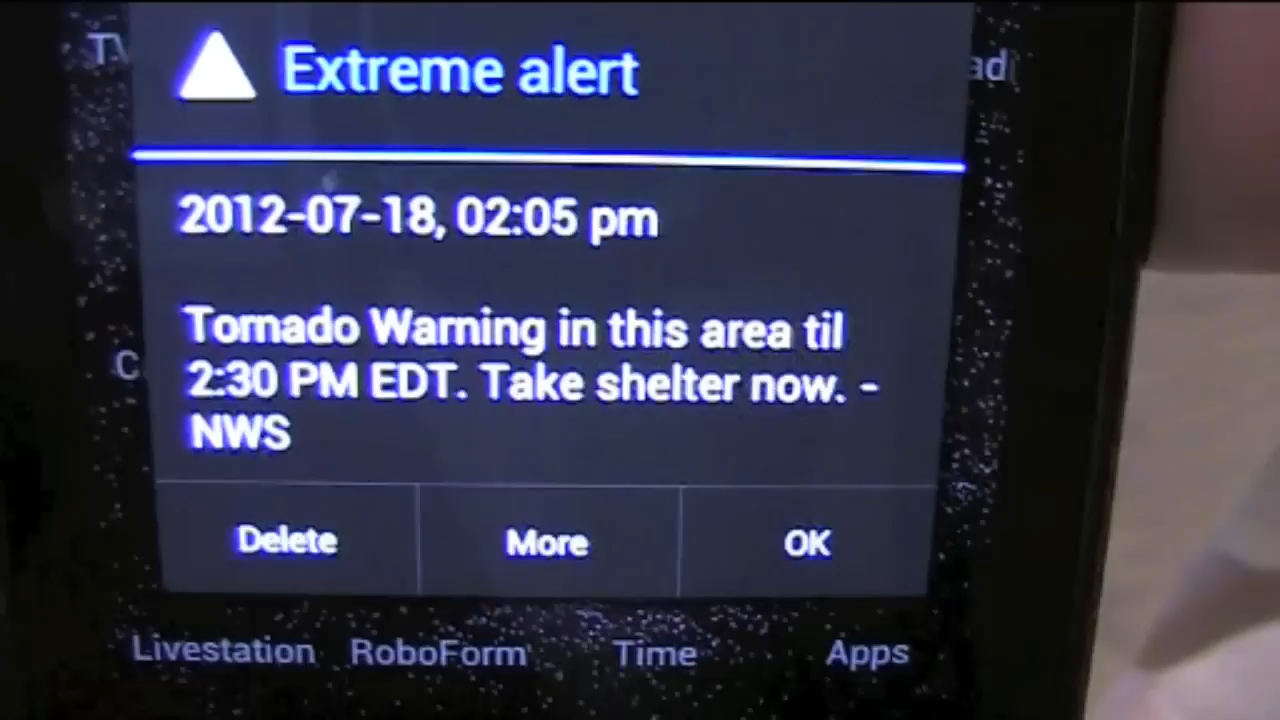 Extreme alert
2012-07-18, 02:05 pm
Tornado Warning in this area til
2:30 PM EDT. Take shelter now. -
NWS
Delete More OK
Livestation RoboForm Time Apps